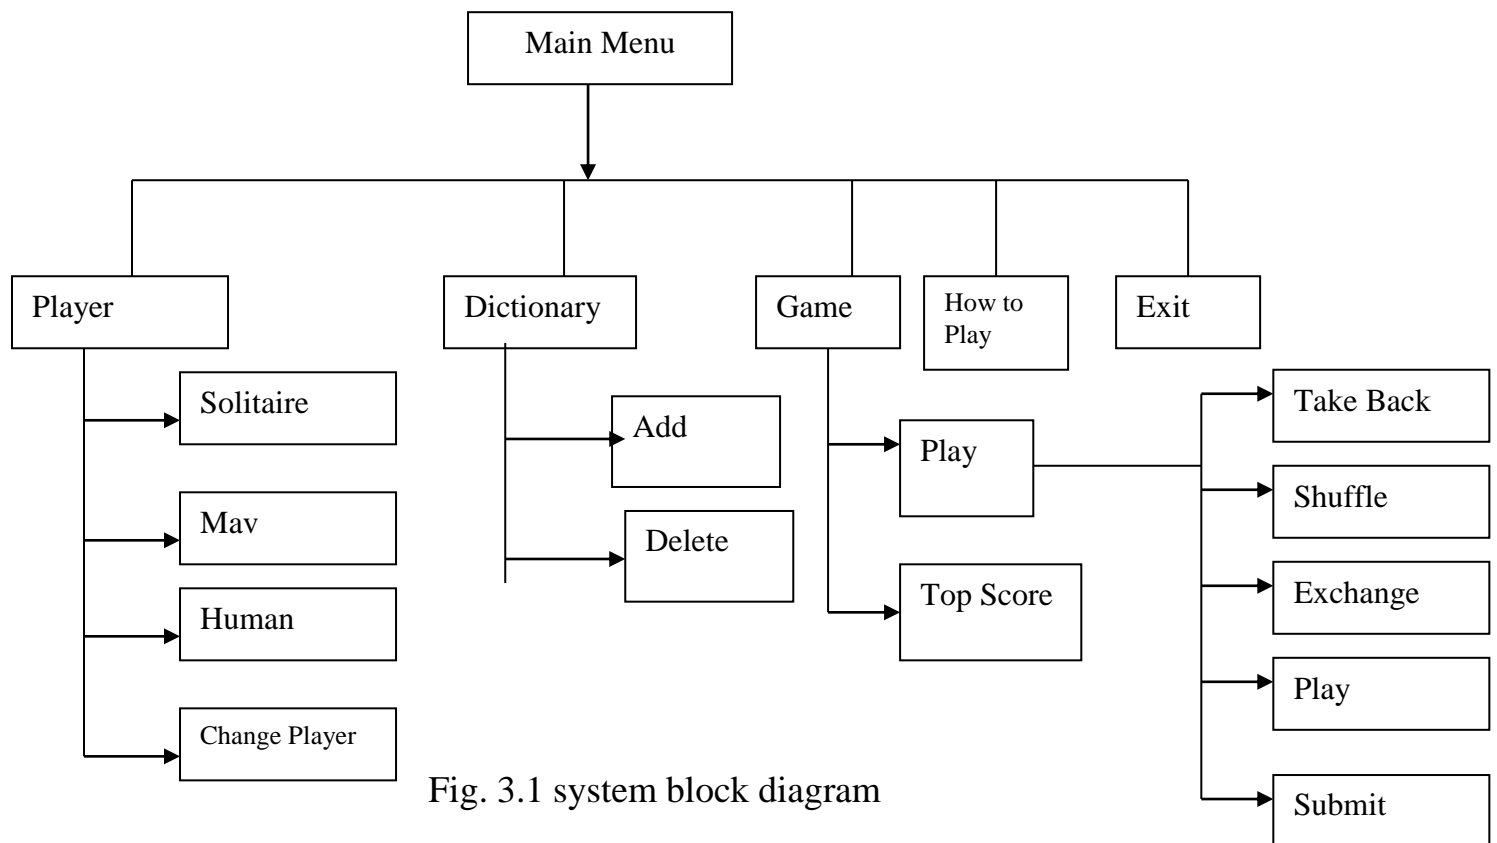 Main Menu
Player
Dictionary
Game
How to
Play
Exit
Solitaire
Mav
Human
Change Player
Add
Delete
Play
Top Score
Take Back
Shuffle
Exchange
Play
Submit
Fig. 3.1 system block diagram